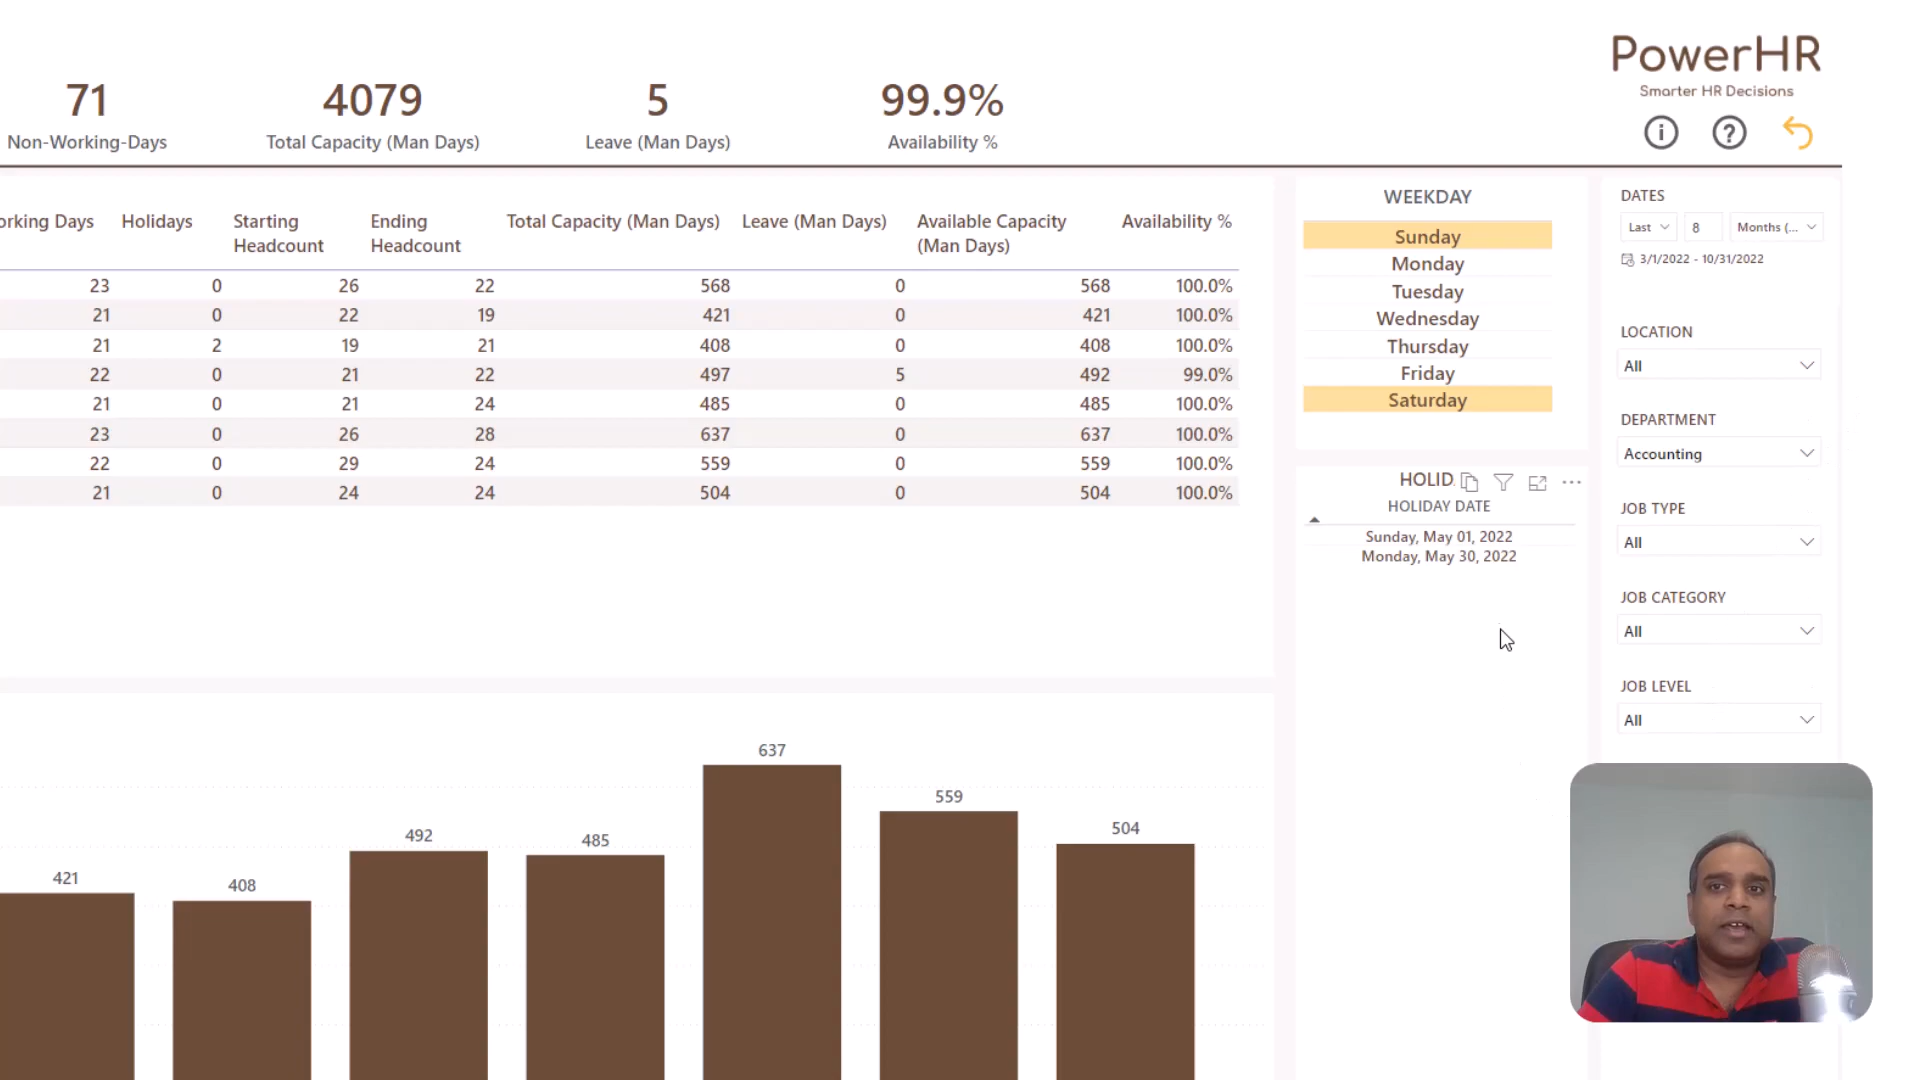 PowerHR
Smarter HR Decisions
71
4079
5
99.9%
Non-Working-Days
Total Capacity (Man Days)
Leave (Man Days)
Availability %
orking Days Holidays Starting Headcount Ending Headcount Total Capacity (Man Days) Leave (Man Days) Available Capacity (Man Days) Availability %
23 0 26 22 568 0 568 100.0%
21 0 22 19 421 0 421 100.0%
21 2 19 21 408 0 408 100.0%
22 0 21 22 497 5 492 99.0%
21 0 21 24 485 0 485 100.0%
23 0 26 28 637 0 637 100.0%
22 0 29 24 559 0 559 100.0%
21 0 24 24 504 0 504 100.0%
WEEKDAY
Sunday
Monday
Tuesday
Wednesday
Thursday
Friday
Saturday
HOLID
HOLIDAY DATE
Sunday, May 01, 2022
Monday, May 30, 2022
DATES
Last 8 Months (...
3/1/2022 - 10/31/2022
LOCATION
All
DEPARTMENT
Accounting
JOB TYPE
All
JOB CATEGORY
All
JOB LEVEL
All
421
408
492
485
637
559
504